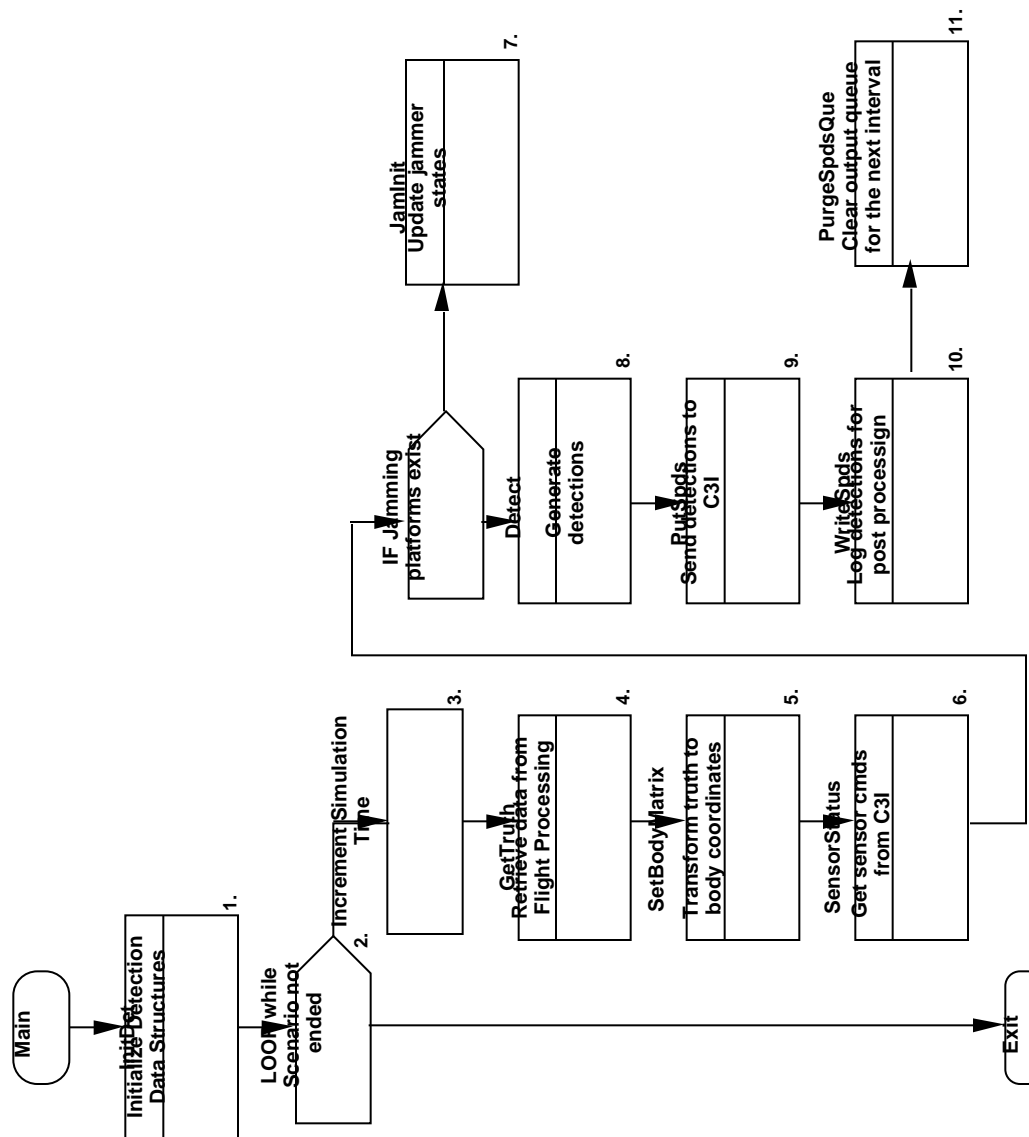 Main
1.
InitDet
Initialize Detection
Data Structures
2.
LOOP while
Scenario not
ended
3.
Increment Simulation
Time
4.
GetTruth
Retrieve data from
Flight Processing
5.
SetBodyMatrix
Transform truth to
body coordinates
6.
SensorStatus
Get sensor cmds
from C3I
IF Jamming
platforms exist
7.
JamInit
Update jammer
states
8.
Detect
Generate
detections
9.
PutSpds
Send detections to
C3I
10.
WriteSpds
Log detections for
post processign
11.
PurgeSpdsQue
Clear output queue
for the next interval
Exit